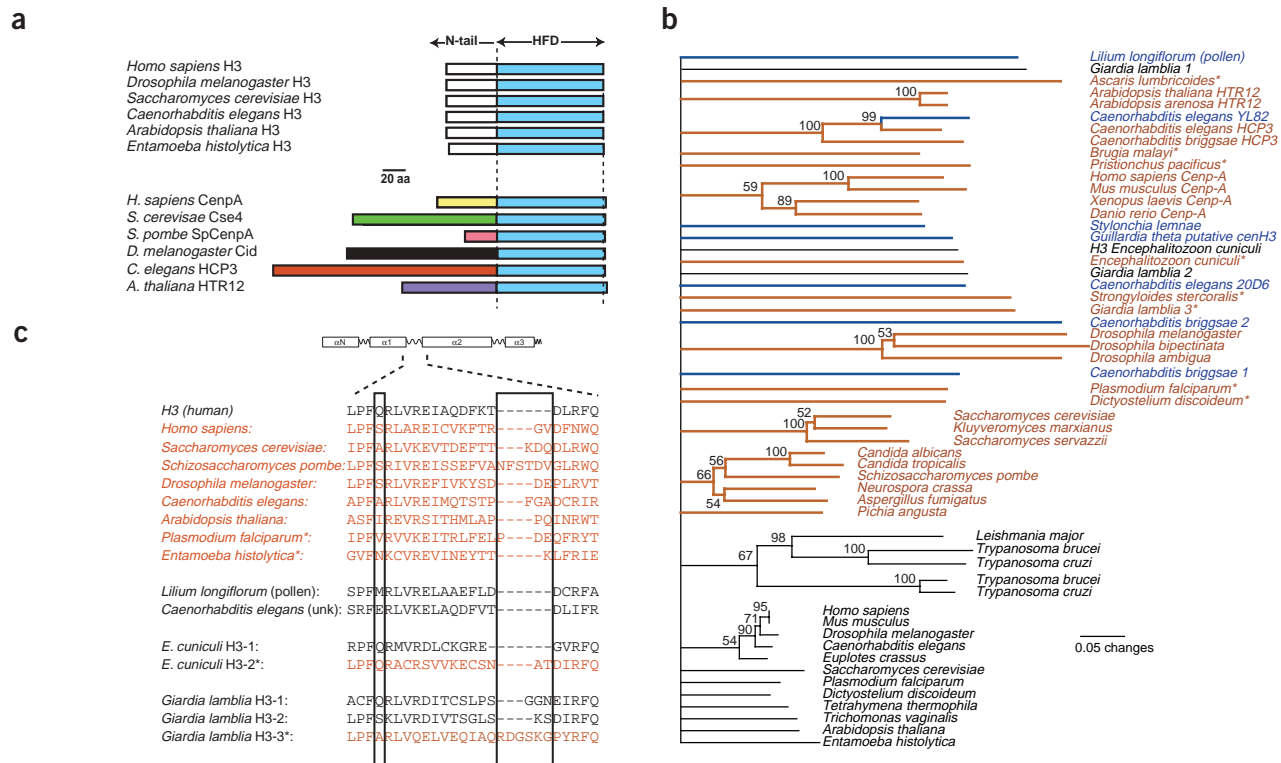 a
N-tail
HFD
Homo sapiens H3
Drosophila melanogaster H3
Saccharomyces cerevisiae H3
Caenorhabditis elegans H3
Arabidopsis thaliana H3
Entamoeba histolytica H3
20 aa
H. sapiens CenpA
S. cerevisae Cse4
S. pombe SpCenpA
D. melanogaster Cid
C. elegans HCP3
A. thaliana HTR12
b
Lilium longiflorum (pollen)
Giardia lamblia 1
Ascaris lumbricoides*
100
Arabidopsis thaliana HTR12
Arabidopsis arenosa HTR12
99
Caenorhabditis elegans YL82
100
Caenorhabditis elegans HCP3
Caenorhabditis briggsae HCP3
Brugia malayi*
Pristionchus pacificus*
100
Homo sapiens Cenp-A
59
Mus musculus Cenp-A
89
Xenopus laevis Cenp-A
Danio rerio Cenp-A
Stylonchia lemnae
Guillardia theta putative cenH3
H3 Encephalitozoon cuniculi
Encephalitozoon cuniculi*
Giardia lamblia 2
Caenorhabditis elegans 20D6
Strongyloides stercoralis*
Giardia lamblia 3*
Caenorhabditis briggsae 2
53
Drosophila melanogaster
100
Drosophila bipectinata
Drosophila ambigua
Caenorhabditis briggsae 1
Plasmodium falciparum*
Dictyostelium discoideum*
52
Saccharomyces cerevisiae
100
Kluyveromyces marxianus
Saccharomyces servazzii
100
Candida albicans
56
Candida tropicalis
66
Schizosaccharomyces pombe
Neurospora crassa
54
Aspergillus fumigatus
Pichia angusta
98
Leishmania major
67
100
Trypanosoma brucei
Trypanosoma cruzi
100
Trypanosoma brucei
Trypanosoma cruzi
95
Homo sapiens
71
Mus musculus
90
Drosophila melanogaster
54
Caenorhabditis elegans
Euplotes crassus
Saccharomyces cerevisiae
Plasmodium falciparum
Dictyostelium discoideum
Tetrahymena thermophila
Trichomonas vaginalis
Arabidopsis thaliana
Entamoeba histolytica
0.05 changes
c
αN α1 α2 α3
H3 (human) LPFQRLVREIAQDFKT------DLRFQ
Homo sapiens: LPFSRLAREICVKFTR----GVDFNWQ
Saccharomyces cerevisiae: IPFARLVKEVTDEFTT---KDQDLRWQ
Schizosaccharomyces pombe: LPFSRIVREISSEFVANFSTDVGLRWQ
Drosophila melanogaster: LPFSRLVREFIVKYSD----DEPLRVT
Caenorhabditis elegans: APFARLVREIMQTSTP---FGADCRIR
Arabidopsis thaliana: ASFIREVRSITHMLAP----PQINRWT
Plasmodium falciparum*: IPFVRVVKEITRLFELP---DEQFRYT
Entamoeba histolytica*: GVFNKCVREVINEYTT-----KLFRIE
Lilium longiflorum (pollen): SPFMRLVRELAAEFLD------DCRFA
Caenorhabditis elegans (unk): SRFERLVKELAQDFVT------DLIFR
E. cuniculi H3-1: RPFQRMVRDLCKGRE-------GVRFQ
E. cuniculi H3-2*: LPFQRACRSVVKECSN----ATDIRFQ
Giardia lamblia H3-1: ACFQRLVRDITCSLPS---GGNEIRFQ
Giardia lamblia H3-2: LPFSKLVRDIVTSGLS----KSDIRFQ
Giardia lamblia H3-3*: LPFARLVQELVEQIAQRDGSKGPYRFQ